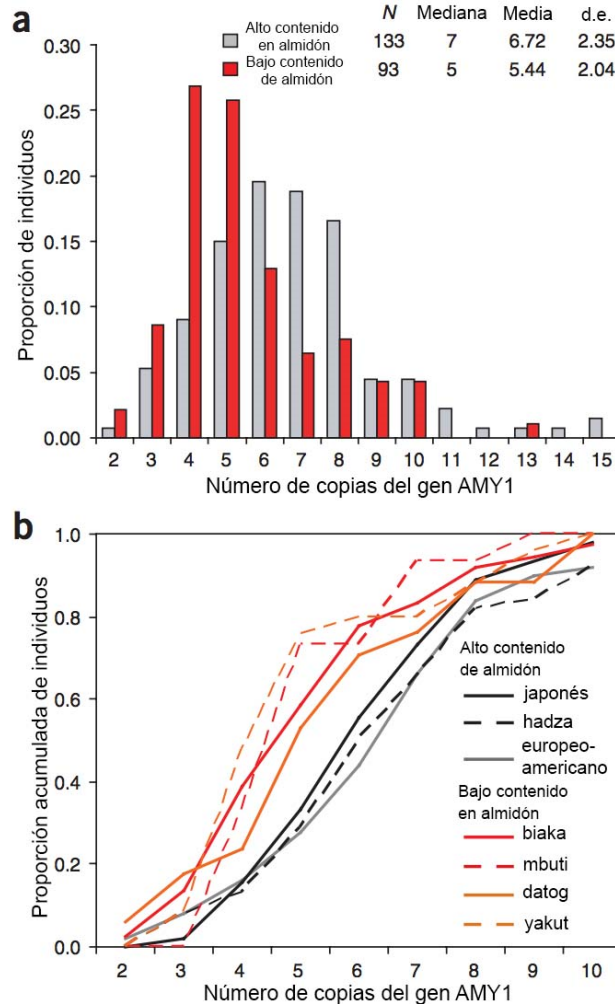 a
N Mediana Media d.e.
Alto contenido
en almidón
133 7 6.72 2.35
Bajo contenido
de almidón
93 5 5.44 2.04
0.30
0.25
0.20
0.15
0.10
0.05
0.00
Proporción de individuos
2 3 4 5 6 7 8 9 10 11 12 13 14 15
Número de copias del gen AMY1
b
1.0
0.8
0.6
0.4
0.2
0.0
Proporción acumulada de individuos
Alto contenido
de almidón
japonés
hadza
europeo-
americano
Bajo contenido
en almidón
biaka
mbuti
datog
yakut
2 3 4 5 6 7 8 9 10
Número de copias del gen AMY1